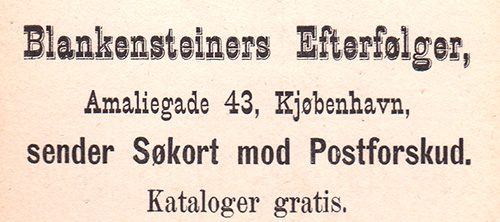 Blankensteiners Efterfølger,
Amaliegade 43, Kjøbenhavn,
sender Søkort mod Postforskud.
Kataloger gratis.